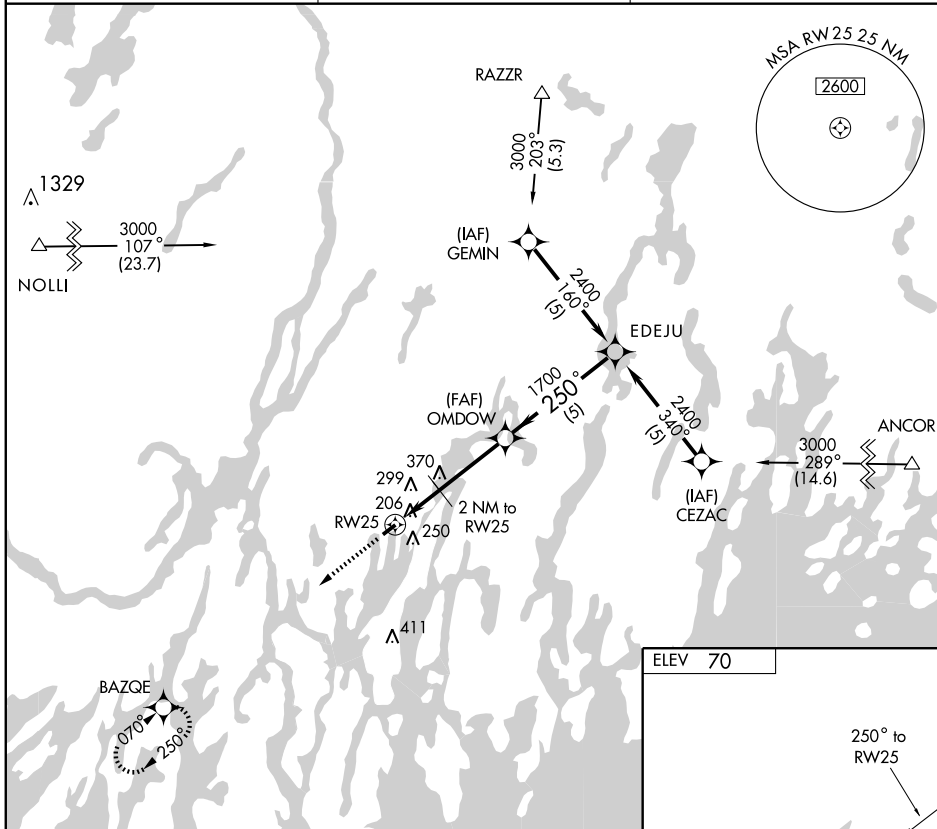 MSA RW25 25 NM
2600
RAZZR
3000
203°
(5.3)
1329
3000
107°
(23.7)
NOLLI
(IAF)
GEMIN
2400
160°
(5)
EDEJU
1700
250°
(5)
(FAF)
OMDOW
2400
340°
(5)
ANCOR
3000
289°
(14.6)
(IAF)
CEZAC
370
299
206
RW25
250
2 NM to
RW25
411
BAZQE
070°
250°
ELEV 70
250° to
RW25